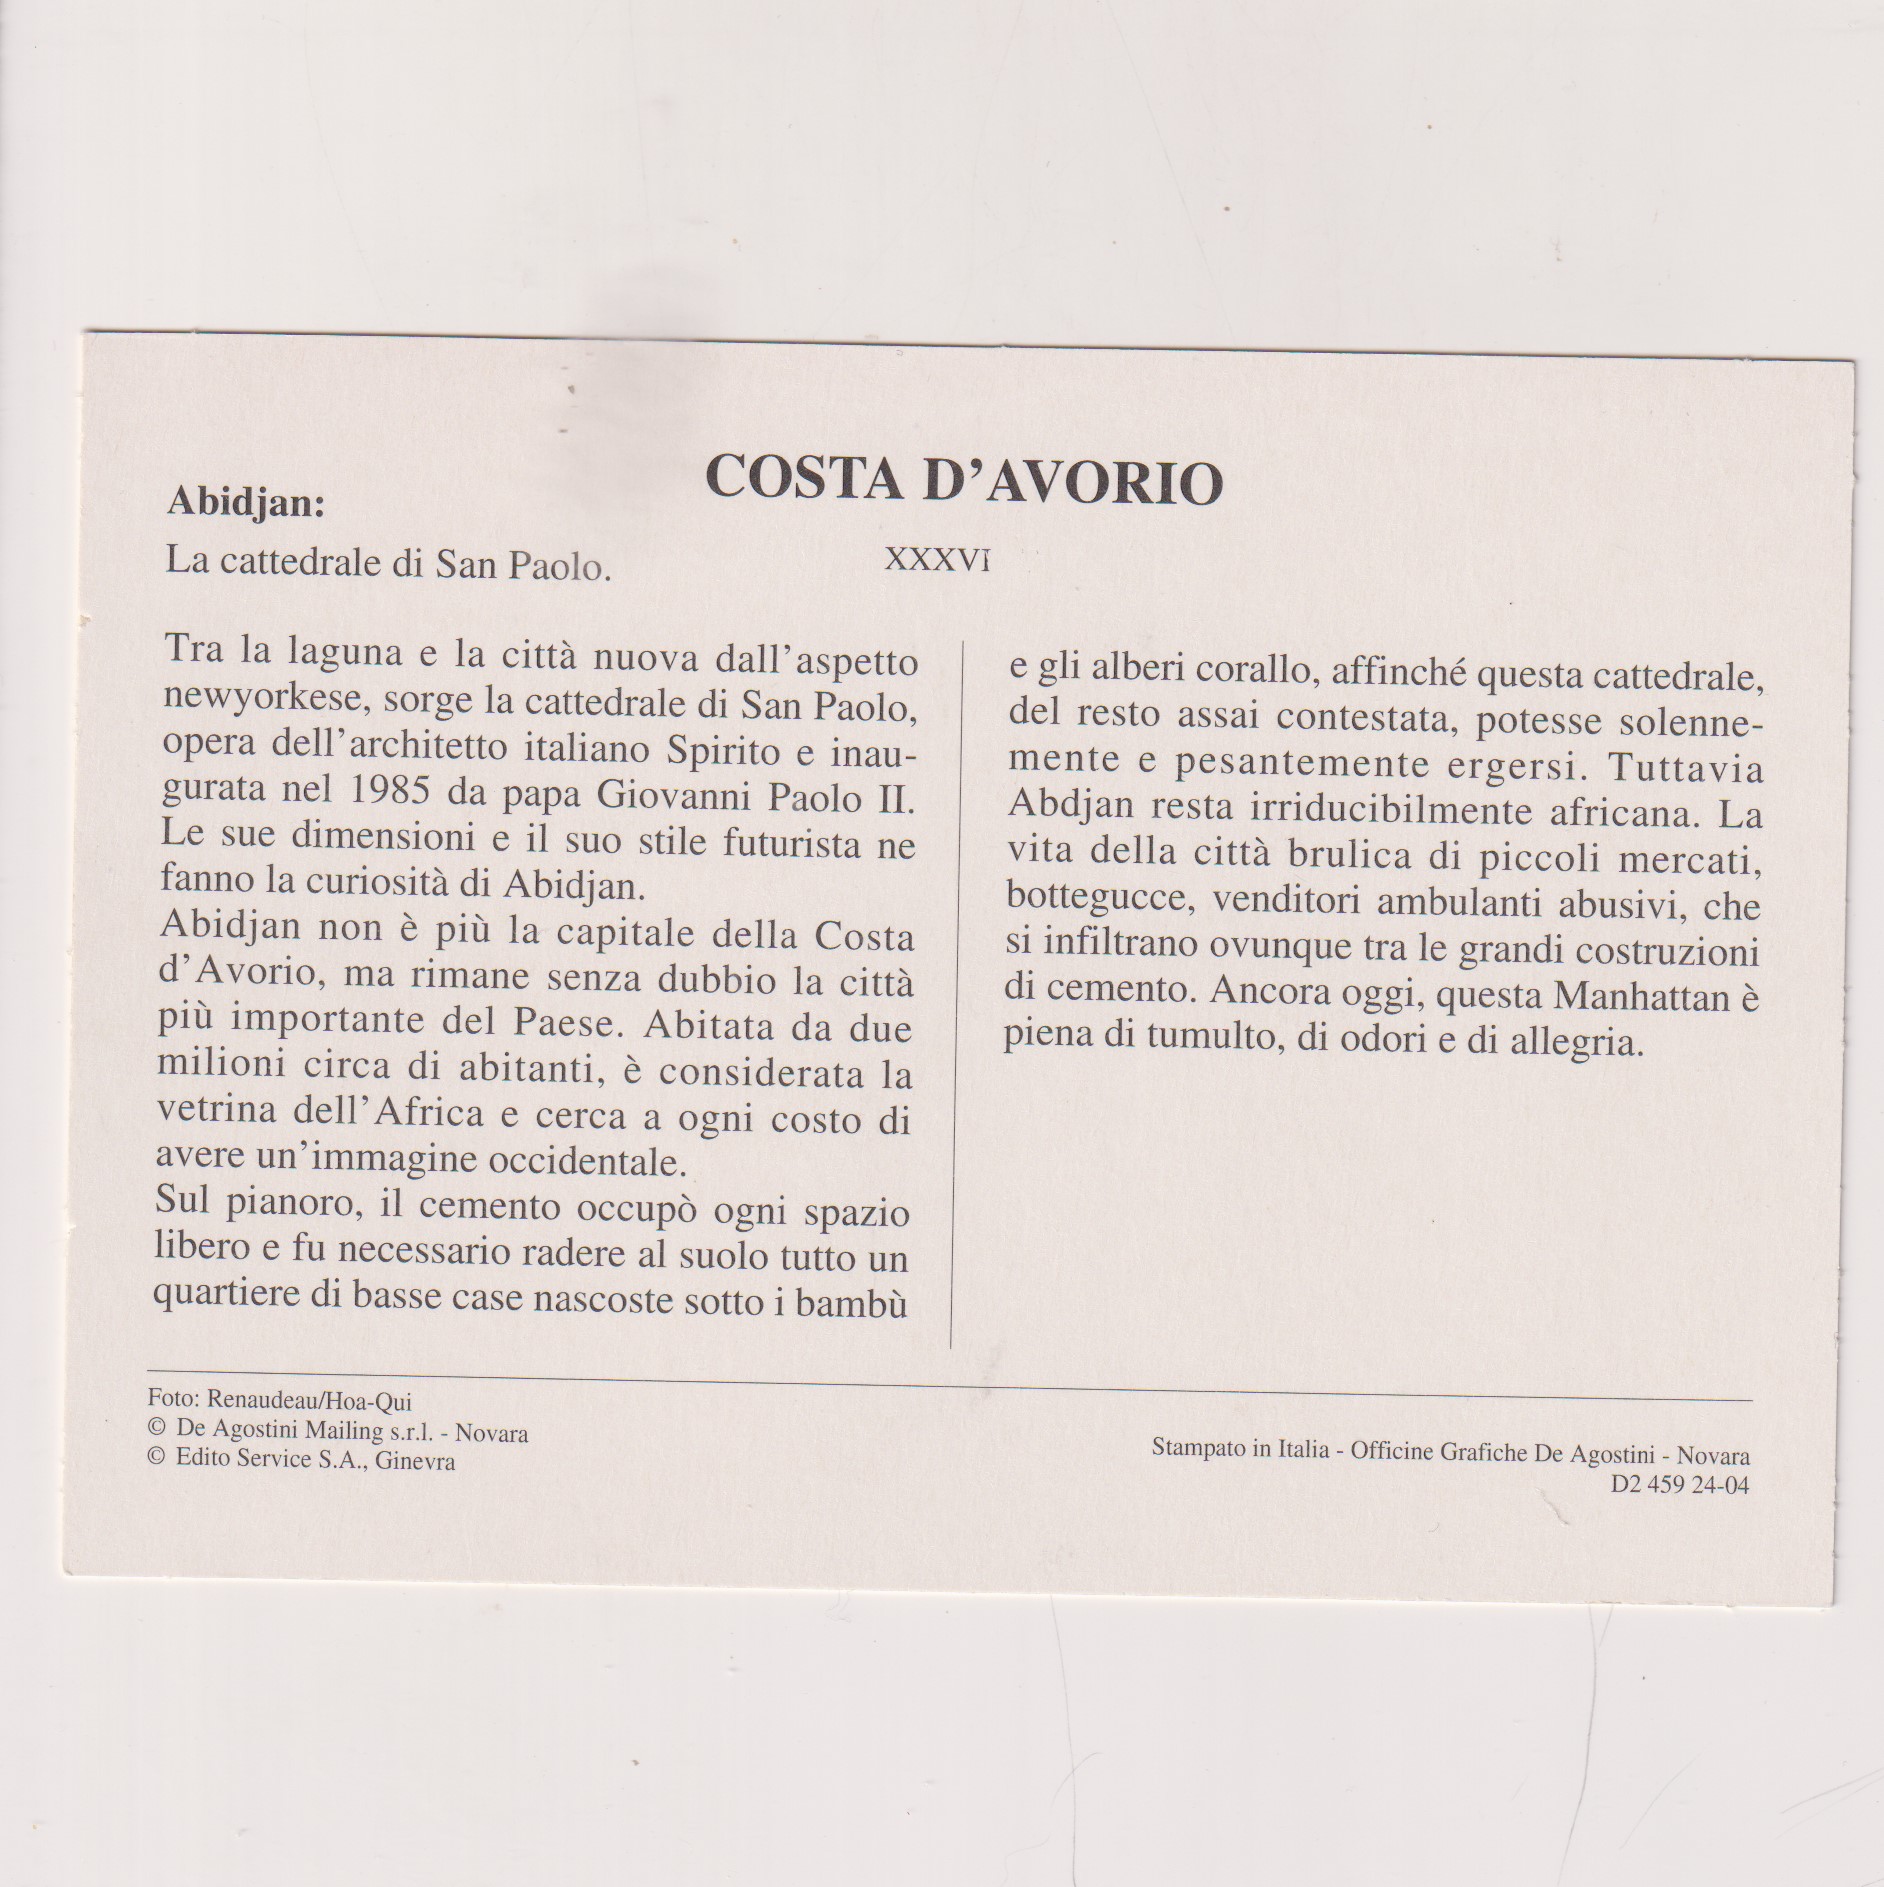 COSTA D'AVORIO
Abidjan:
La cattedrale di San Paolo.
XXXVI
Tra la laguna e la città nuova dall'aspetto
newyorkese, sorge la cattedrale di San Paolo,
opera dell'architetto italiano Spirito e inau-
gurata nel 1985 da papa Giovanni Paolo II.
Le sue dimensioni e il suo stile futurista ne
fanno la curiosità di Abidjan.
Abidjan non è più la capitale della Costa
d'Avorio, ma rimane senza dubbio la città
più importante del Paese. Abitata da due
milioni circa di abitanti, è considerata la
vetrina dell'Africa e cerca a ogni costo di
avere un'immagine occidentale.
Sul pianoro, il cemento occupò ogni spazio
libero e fu necessario radere al suolo tutto un
quartiere di basse case nascoste sotto i bambù
e gli alberi corallo, affinché questa cattedrale,
del resto assai contestata, potesse solenne-
mente e pesantemente ergersi. Tuttavia
Abdjan resta irriducibilmente africana. La
vita della città brulica di piccoli mercati,
bottegucce, venditori ambulanti abusivi, che
si infiltrano ovunque tra le grandi costruzioni
di cemento. Ancora oggi, questa Manhattan è
piena di tumulto, di odori e di allegria.
Foto: Renaudeau/Hoa-Qui
© De Agostini Mailing s.r.l. - Novara
© Edito Service S.A., Ginevra
Stampato in Italia - Officine Grafiche De Agostini - Novara
D2 459 24-04